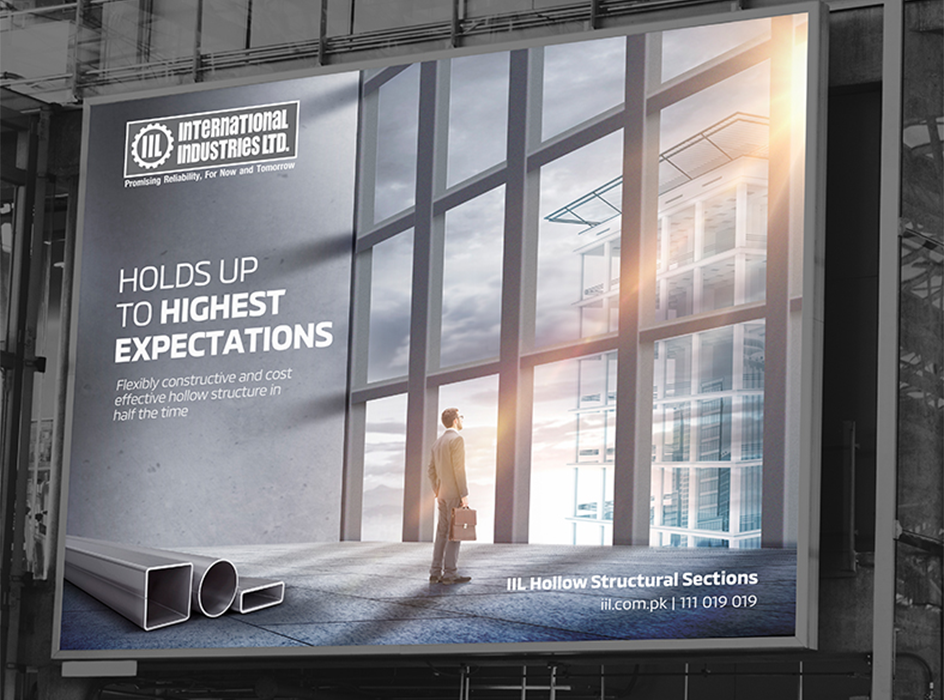 IIL
INTERNATIONAL
INDUSTRIES LTD.
Promising Reliability, For Now and Tomorrow
HOLDS UP
TO HIGHEST
EXPECTATIONS
Flexibly constructive and cost
effective hollow structure in
half the time
IIL Hollow Structural Sections
iil.com.pk | 111 019 019